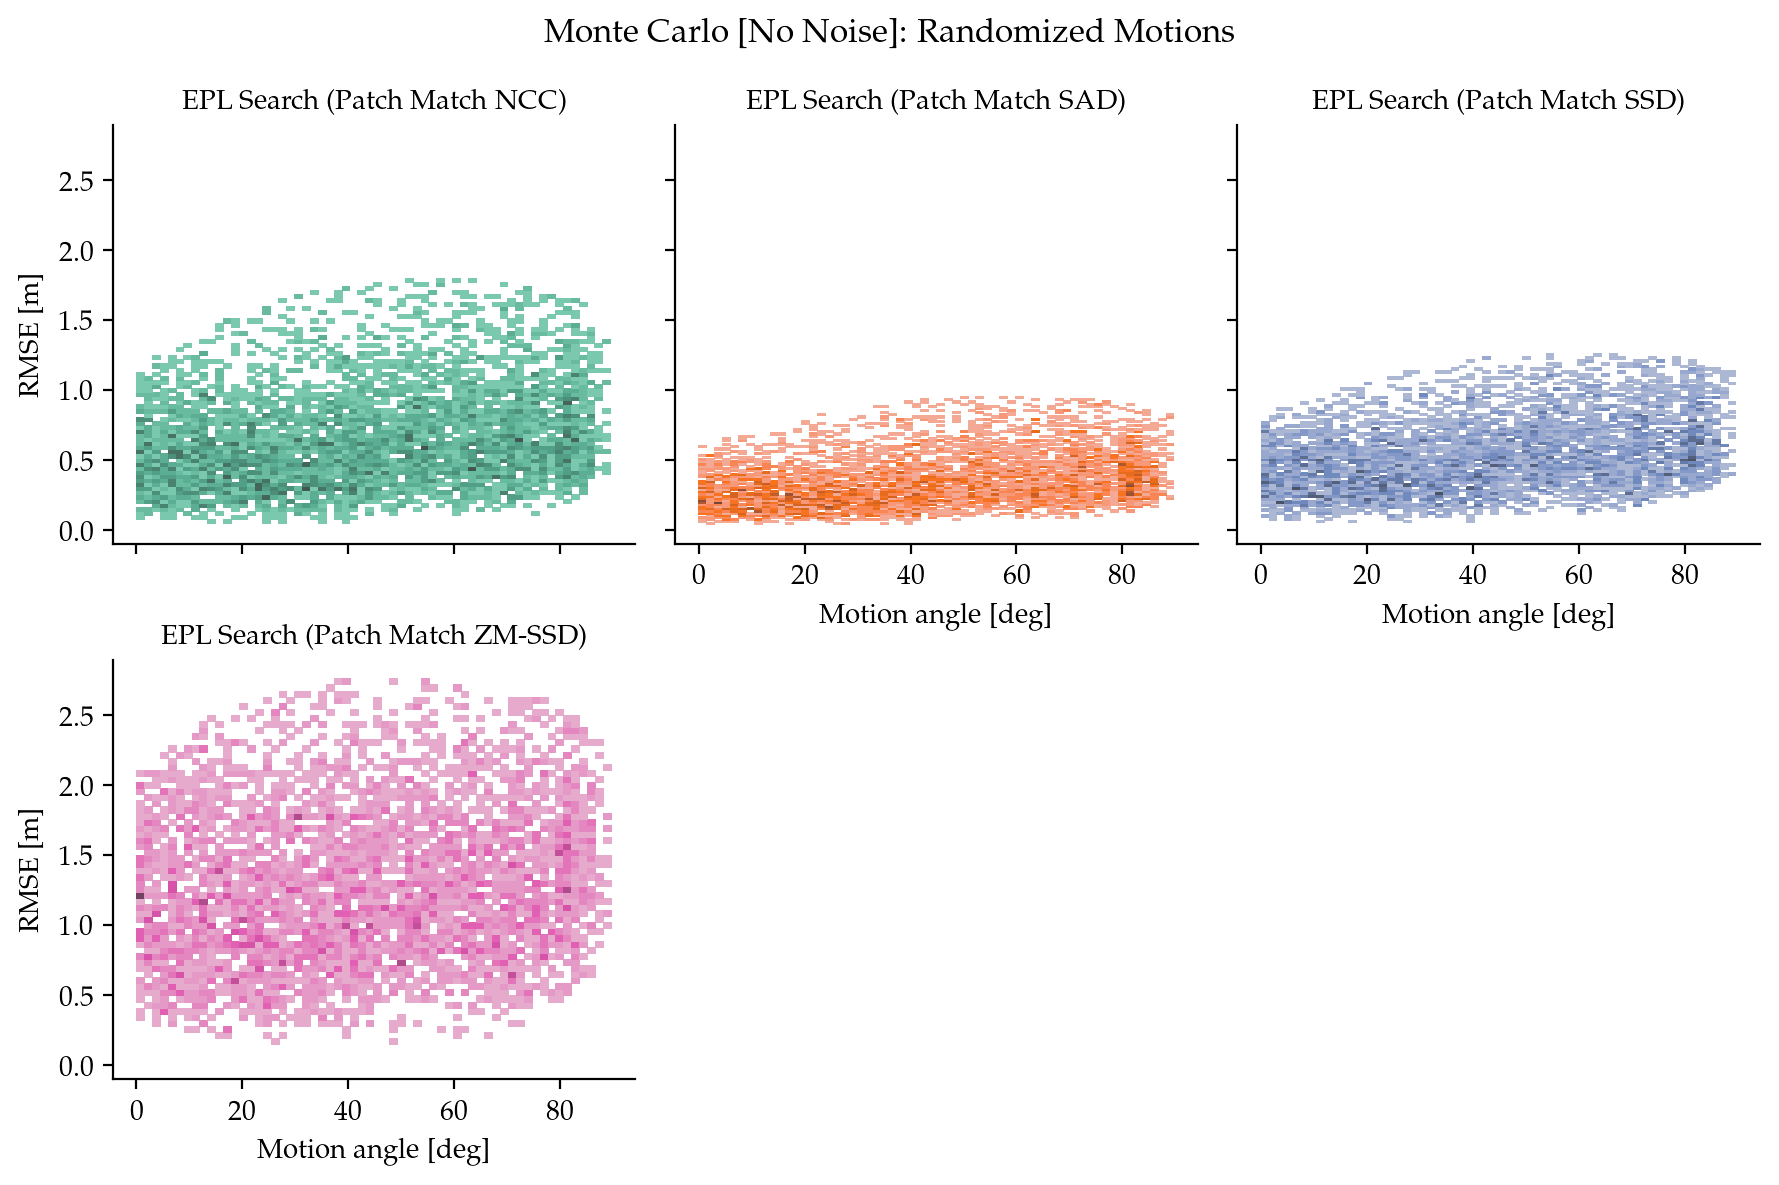 Monte Carlo [No Noise]: Randomized Motions
EPL Search (Patch Match NCC)
EPL Search (Patch Match SAD)
EPL Search (Patch Match SSD)
RMSE [m]
2.5
2.0
1.5
1.0
0.5
0.0
0 20 40 60 80
Motion angle [deg]
0 20 40 60 80
Motion angle [deg]
EPL Search (Patch Match ZM-SSD)
RMSE [m]
2.5
2.0
1.5
1.0
0.5
0.0
0 20 40 60 80
Motion angle [deg]